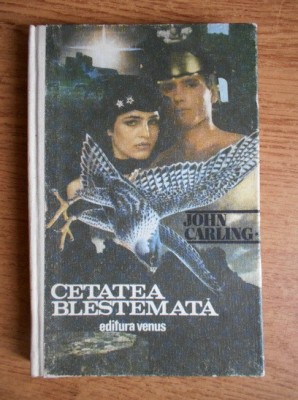 JOHN
CARLING
CETATEA
BLESTEMATĂ
editura venus